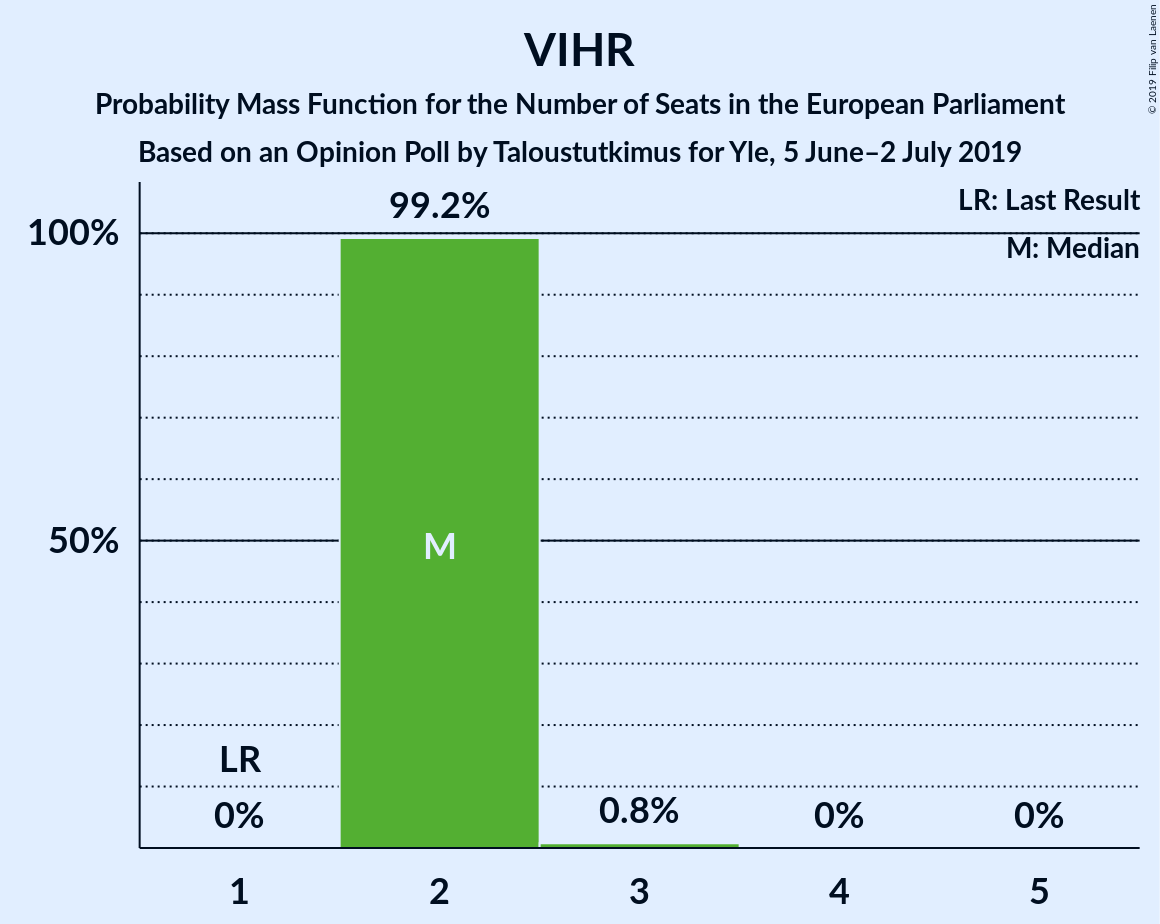 VIHR
Probability Mass Function for the Number of Seats in the European Parliament
Based on an Opinion Poll by Taloustutkimus for Yle, 5 June–2 July 2019
© 2019 Filip van Laenen
LR: Last Result
M: Median
99.2%
100%
50%
M
LR
0%
0.8%
0%
0%
1 2 3 4 5